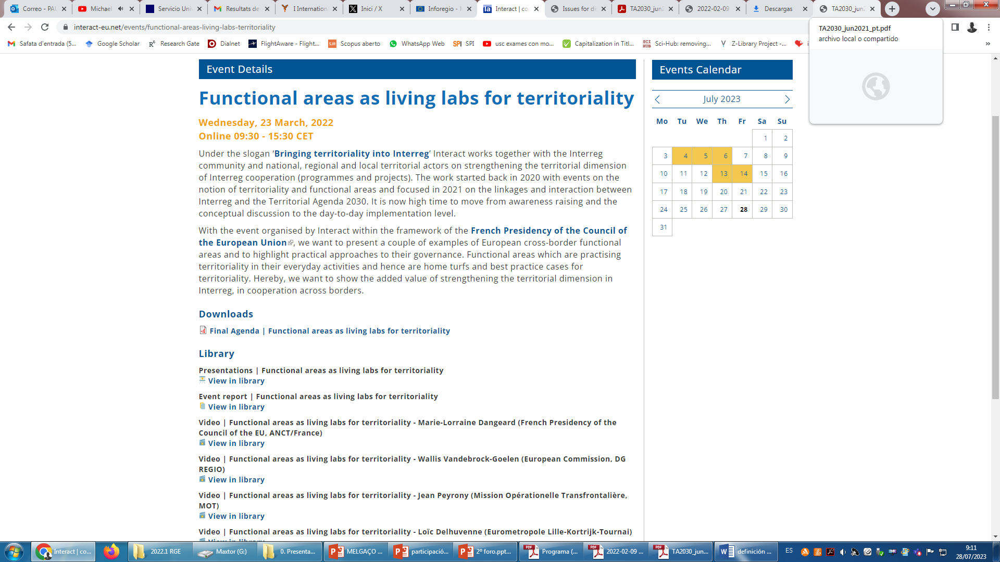 Correo - PAU
Michael
Servicio Uni
Resultats de
I Internation
Inici / X
Inforegio - M
Interact | co
Issues for di
TA2030_jun2
2022-02-09
Descargas
TA2030_jun2
interact-eu.net/events/functional-areas-living-labs-territoriality
TA2030_jun2021_pt.pdf
archivo local o compartido
Safata d'entrada (5...
Google Scholar
Research Gate
Dialnet
FlightAware - Flight...
SJR Scopus aberto
WhatsApp Web
SPI SPI
usc exames con mo...
Capitalization in Titl...
SCI HUB Sci-Hub: removing...
Z-Library Project -...
»
Event Details
Functional areas as living labs for territoriality
Wednesday, 23 March, 2022
Online 09:30 - 15:30 CET
Under the slogan ‘Bringing territoriality into Interreg’ Interact works together with the Interreg
community and national, regional and local territorial actors on strengthening the territorial dimension
of Interreg cooperation (programmes and projects). The work started back in 2020 with events on the
notion of territoriality and functional areas and focused in 2021 on the linkages and interaction between
Interreg and the Territorial Agenda 2030. It is now high time to move from awareness raising and the
conceptual discussion to the day-to-day implementation level.
With the event organised by Interact within the framework of the French Presidency of the Council of
the European Union, we want to present a couple of examples of European cross-border functional
areas and to highlight practical approaches to their governance. Functional areas which are practising
territoriality in their everyday activities and hence are home turfs and best practice cases for
territoriality. Hereby, we want to show the added value of strengthening the territorial dimension in
Interreg, in cooperation across borders.
Downloads
Final Agenda | Functional areas as living labs for territoriality
Library
Presentations | Functional areas as living labs for territoriality
View in library
Event report | Functional areas as living labs for territoriality
View in library
Video | Functional areas as living labs for territoriality - Marie-Lorraine Dangeard (French Presidency of the
Council of the EU, ANCT/France)
View in library
Video | Functional areas as living labs for territoriality - Wallis Vandebrock-Goelen (European Commission, DG
REGIO)
View in library
Video | Functional areas as living labs for territoriality - Jean Peyrony (Mission Opérationelle Transfrontalière,
MOT)
View in library
Video | Functional areas as living labs for territoriality - Loïc Delhuvenne (Eurometropole Lille-Kortrijk-Tournai)
View in library
Events Calendar
July 2023
Mo Tu We Th Fr Sa Su
1 2
3 4 5 6 7 8 9
10 11 12 13 14 15 16
17 18 19 20 21 22 23
24 25 26 27 28 29 30
31
Interact | co...
2022.1 RGE
Maxtor (G:)
0. Presenta...
MELGAÇO ...
participació...
2º foro.ppt...
Programa (...
2022-02-09 ...
TA2030_jun...
definición ...
ES
9:11
28/07/2023